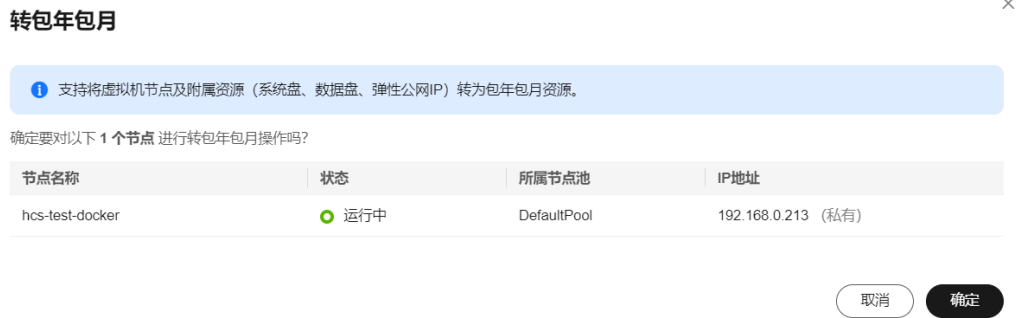 转包年包月
支持将虚拟机节点及附属资源（系统盘、数据盘、弹性公网IP）转为包年包月资源。
确定要对以下 1 个节点 进行转包年包月操作吗?
节点名称 状态 所属节点池 IP地址
hcs-test-docker 运行中 DefaultPool 192.168.0.213 （私有）
取消 确定